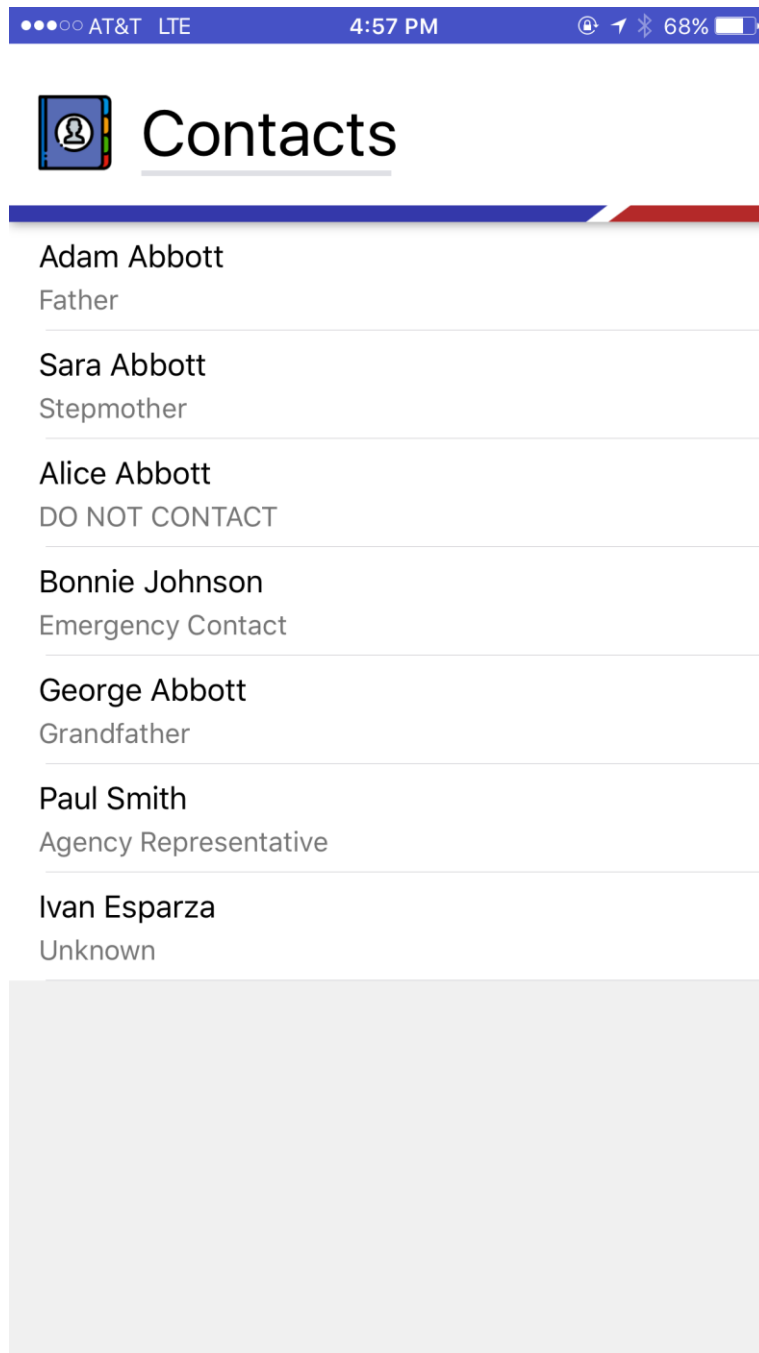 AT&T LTE 4:57 PM 68%
Contacts
Adam Abbott
Father
Sara Abbott
Stepmother
Alice Abbott
DO NOT CONTACT
Bonnie Johnson
Emergency Contact
George Abbott
Grandfather
Paul Smith
Agency Representative
Ivan Esparza
Unknown